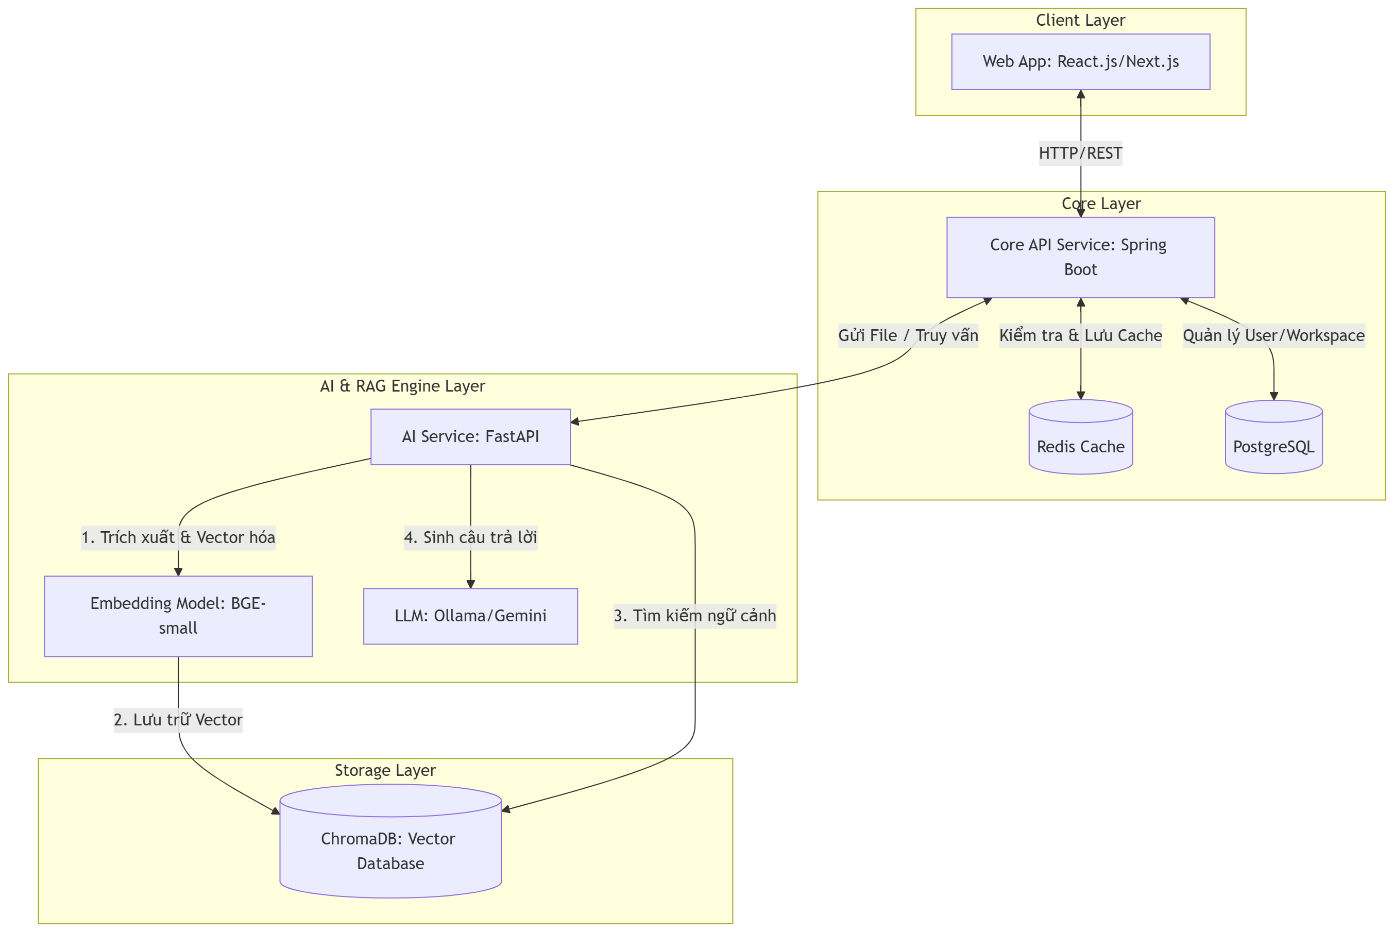 Client Layer
Web App: React.js/Next.js
HTTP/REST
Core Layer
Core API Service: Spring
Boot
Gửi File / Truy vấn
Kiểm tra & Lưu Cache
Quản lý User/Workspace
Redis Cache
PostgreSQL
AI & RAG Engine Layer
AI Service: FastAPI
1. Trích xuất & Vector hóa
4. Sinh câu trả lời
Embedding Model: BGE-
small
LLM: Ollama/Gemini
3. Tìm kiếm ngữ cảnh
2. Lưu trữ Vector
Storage Layer
ChromaDB: Vector
Database